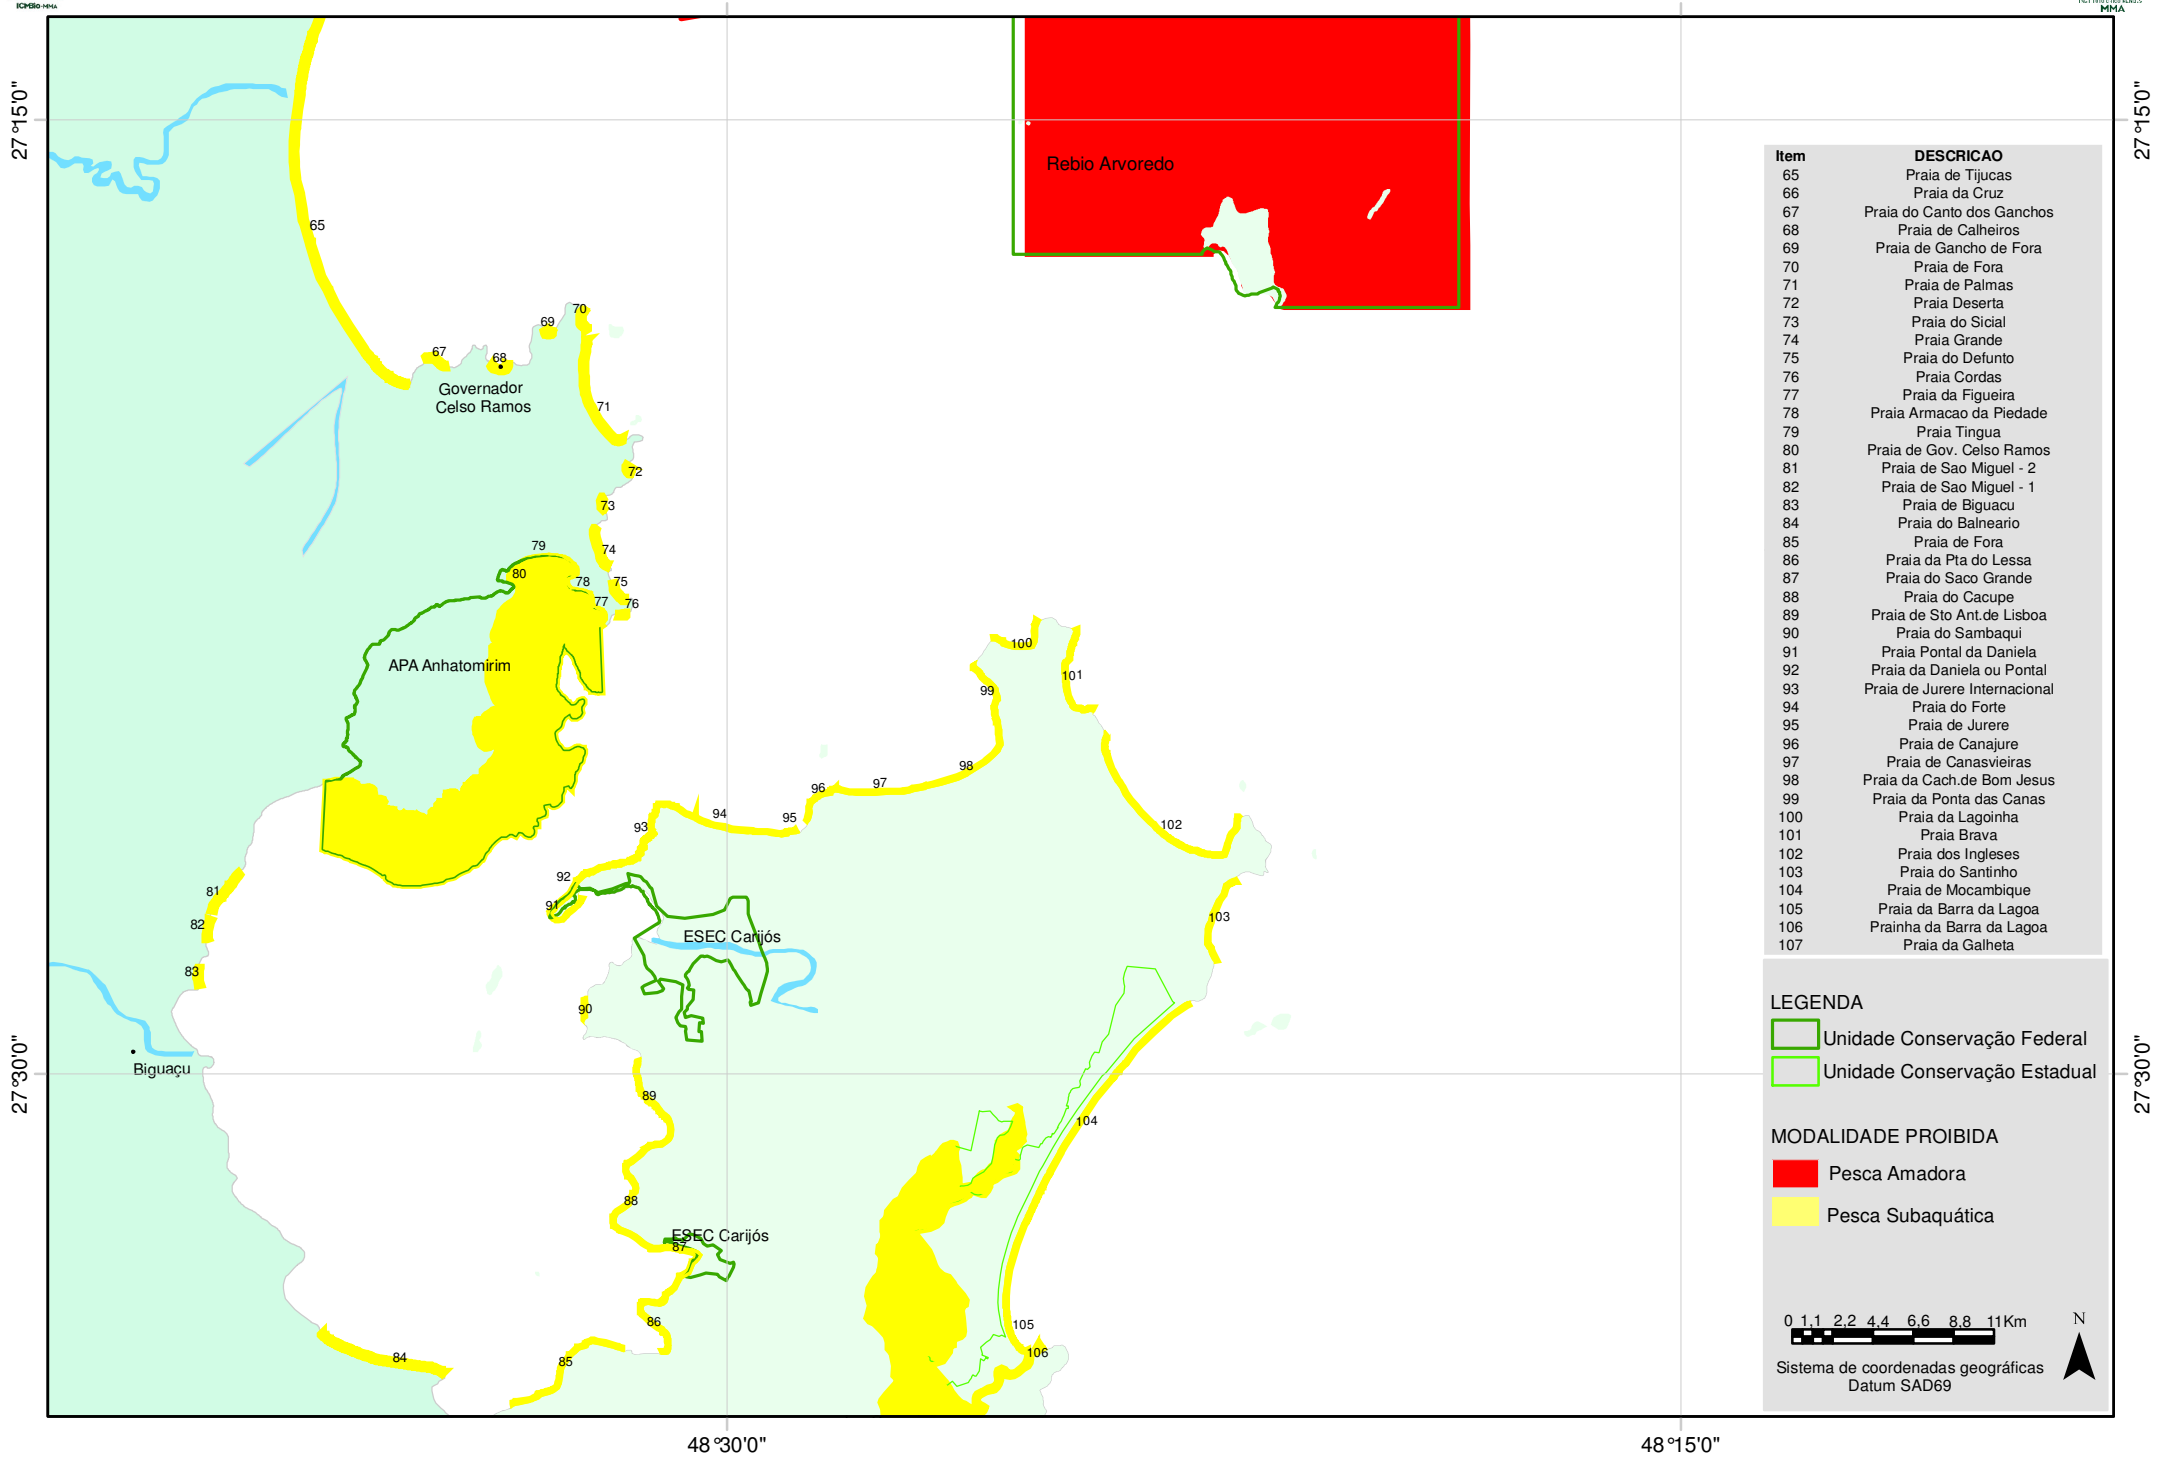 ICMBio-MMA
MMA
27°15'0"
27°15'0"
Rebio Arvoredo
65
70
69
67
68
Governador
Celso Ramos
71
72
73
74
79
80
78
75
77
76
APA Anhatomirim
100
101
99
98
97
96
95
94
93
102
92
91
81
82
83
103
ESEC Carijós
90
Biguaçu
89
104
88
ESEC Carijós
87
86
85
84
105
106
Item DESCRICAO
65 Praia de Tijucas
66 Praia da Cruz
67 Praia do Canto dos Ganchos
68 Praia de Calheiros
69 Praia de Gancho de Fora
70 Praia de Fora
71 Praia de Palmas
72 Praia Deserta
73 Praia do Sicial
74 Praia Grande
75 Praia do Defunto
76 Praia Cordas
77 Praia da Figueira
78 Praia Armacao da Piedade
79 Praia Tingua
80 Praia de Gov. Celso Ramos
81 Praia de Sao Miguel - 2
82 Praia de Sao Miguel - 1
83 Praia de Biguacu
84 Praia do Balneario
85 Praia de Fora
86 Praia da Pta do Lessa
87 Praia do Saco Grande
88 Praia do Cacupe
89 Praia de Sto Ant.de Lisboa
90 Praia do Sambaqui
91 Praia Pontal da Daniela
92 Praia da Daniela ou Pontal
93 Praia de Jurere Internacional
94 Praia do Forte
95 Praia de Jurere
96 Praia de Canajure
97 Praia de Canasvieiras
98 Praia da Cach.de Bom Jesus
99 Praia da Ponta das Canas
100 Praia da Lagoinha
101 Praia Brava
102 Praia dos Ingleses
103 Praia do Santinho
104 Praia de Mocambique
105 Praia da Barra da Lagoa
106 Prainha da Barra da Lagoa
107 Praia da Galheta
LEGENDA
Unidade Conservação Federal
Unidade Conservação Estadual
MODALIDADE PROIBIDA
Pesca Amadora
Pesca Subaquática
0 1,1 2,2 4,4 6,6 8,8 11 Km
N
Sistema de coordenadas geográficas
Datum SAD69
27°30'0"
27°30'0"
48°30'0"
48°15'0"